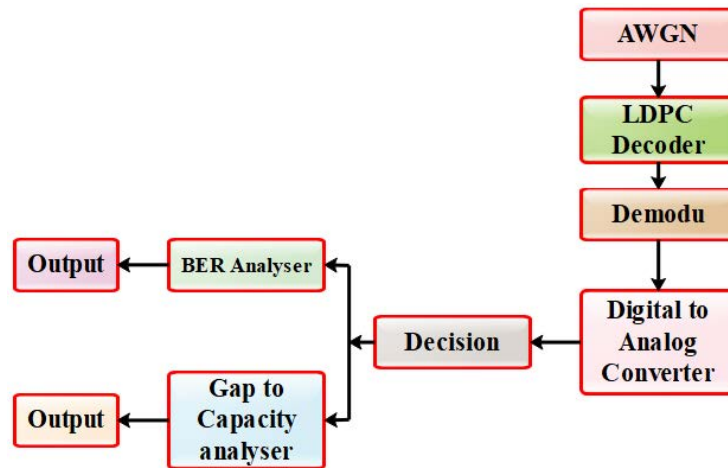 AWGN
LDPC
Decoder
Demodu
Digital to
Analog
Converter
Decision
BER Analyser
Output
Gap to
Capacity
analyser
Output